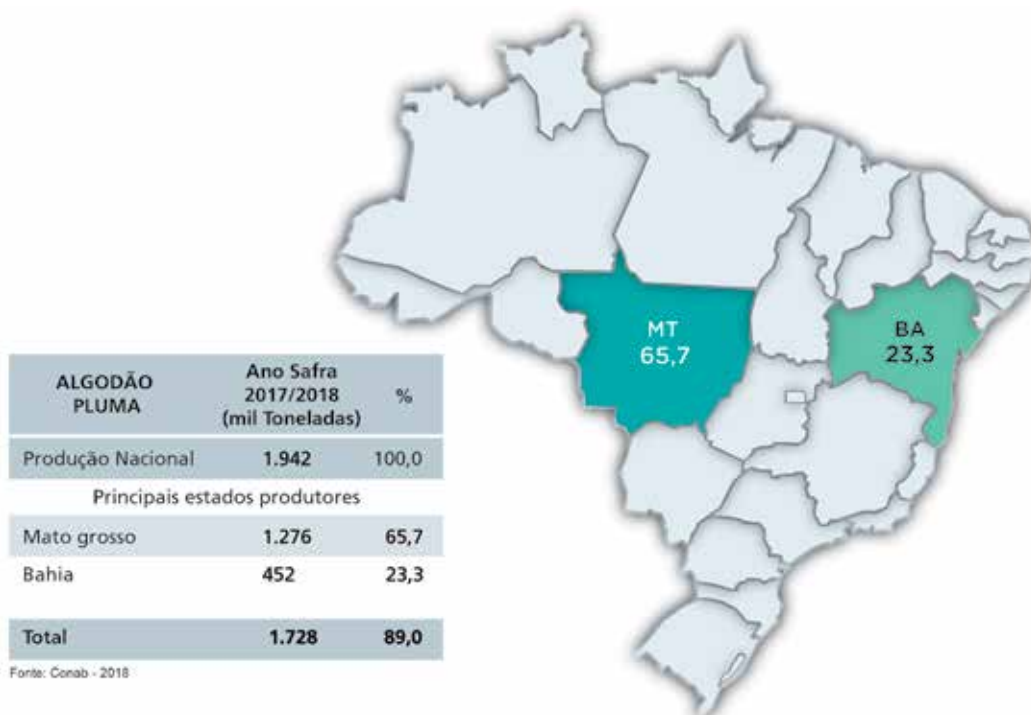 MT
65,7
BA
23,3
ALGODÃO
PLUMA
Ano Safra
2017/2018
(mil Toneladas)
%
Produção Nacional 1.942 100,0
Principais estados produtores
Mato grosso 1.276 65,7
Bahia 452 23,3
Total 1.728 89,0
Fonte: Conab - 2018